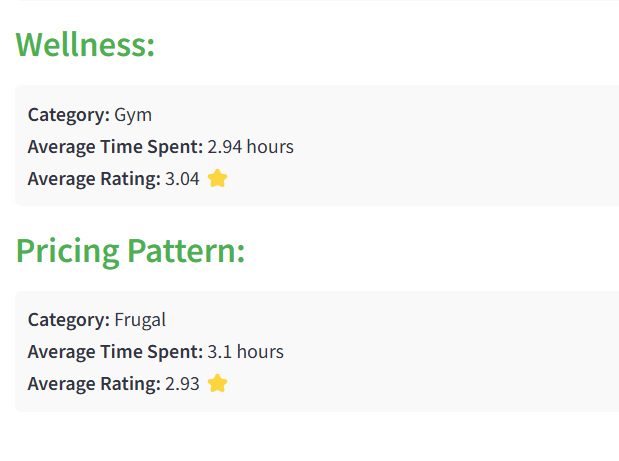 Wellness:
Category: Gym
Average Time Spent: 2.94 hours
Average Rating: 3.04 ⭐
Pricing Pattern:
Category: Frugal
Average Time Spent: 3.1 hours
Average Rating: 2.93 ⭐